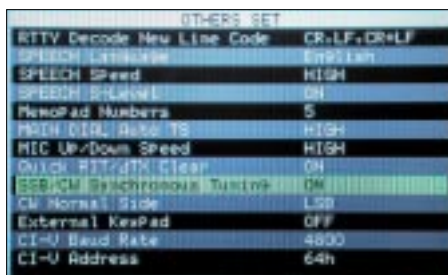 OTHERS SET
RTTY Decode New Line Code CR,LF,CR+LF
SPEECH Language English
SPEECH Speed HIGH
SPEECH S-Level ON
MemoPad Numbers 5
MAIN DIAL Auto TS HIGH
MIC Up/Down Speed HIGH
Quick RIT/∂TX Clear ON
SSB/CW Synchronous Tuning ON
CW Normal Side LSB
External KeyPad OFF
CI-V Baud Rate 4800
CI-V Address 64h